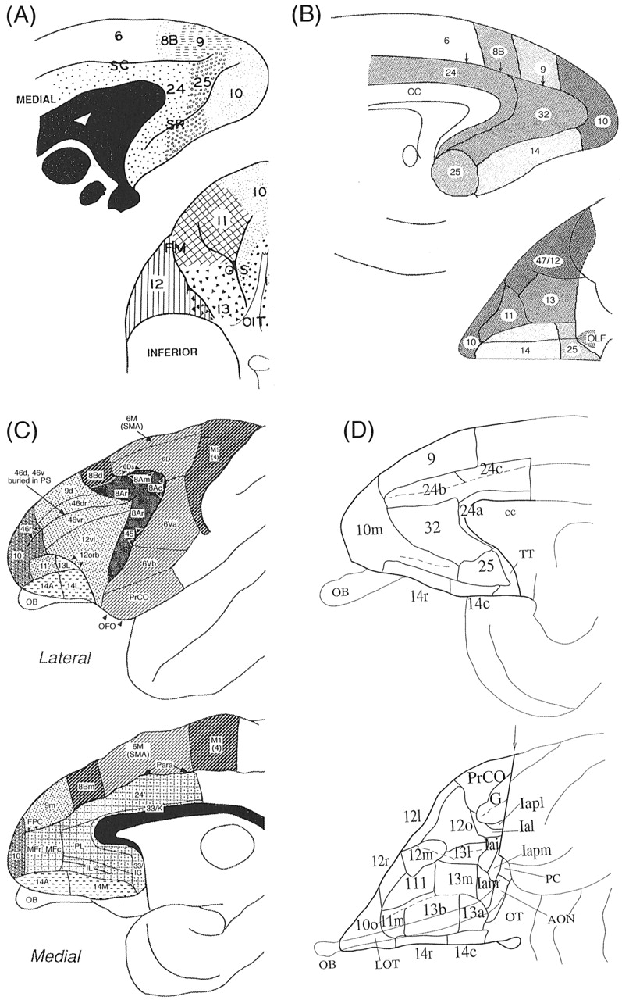 (A)
6
8B
9
SC
24
25
10
MEDIAL
SR
10
11
FM
O S
12
13
OIT.
INFERIOR
(B)
6
8B
9
24
CC
32
10
14
25
47/12
13
11
10
14
25
OLF
(C)
6M
(SMA)
M1
(4)
46d, 46v
buried in PS
6Ds
6D
8Bd
8Am
8Ac
8Ar
9d
46dr
8Ar
46vr
6Va
46r
45
12vl
12orb
10
11
13L
6Vb
14A
14L
PrCO
OB
OFO
Lateral
6M
(SMA)
M1
(4)
8Bm
Para
24
9m
33/K
FPC
10
MFr
MFc
PL
IL
33/
IG
14A
14M
OB
Medial
(D)
9
24c
24b
24a
cc
10m
32
25
TT
OB
14r
14c
PrCO
G
Iapl
12l
12o
Ial
Iai
12r
12m
13l
Iapm
11l
13m
Iam
PC
10o
11m
13b
13a
OT
AON
OB
LOT
14r
14c